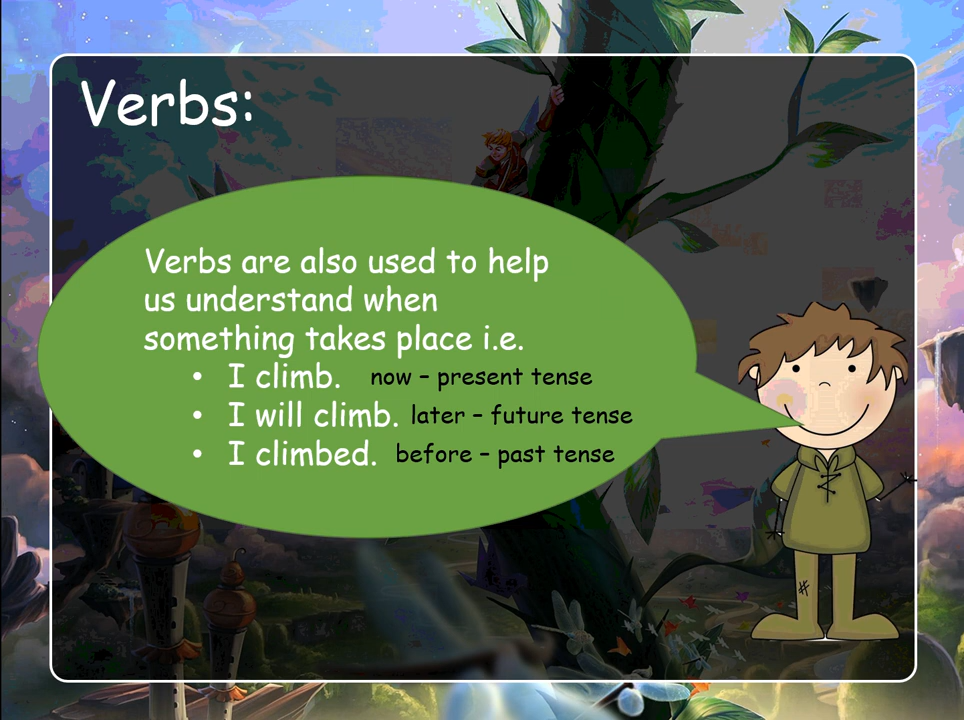 Verbs:
Verbs are also used to help
us understand when
something takes place i.e.
• I climb. now – present tense
• I will climb. later – future tense
• I climbed. before – past tense